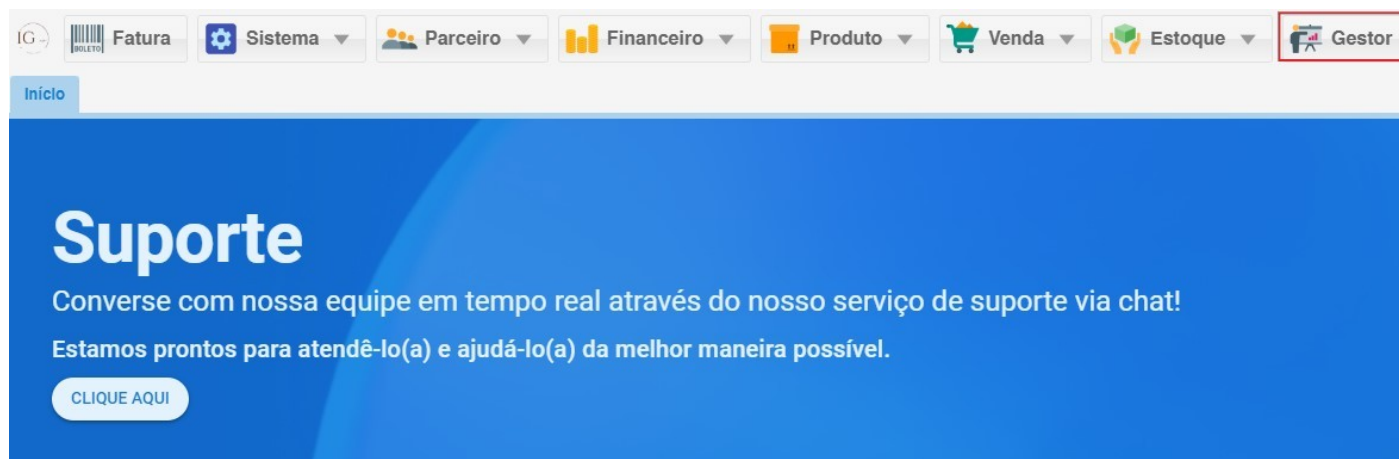 IG
BOLETO Fatura Sistema Parceiro Financeiro Produto Venda Estoque Gestor
Início
Suporte
Converse com nossa equipe em tempo real através do nosso serviço de suporte via chat!
Estamos prontos para atendê-lo(a) e ajudá-lo(a) da melhor maneira possível.
CLIQUE AQUI